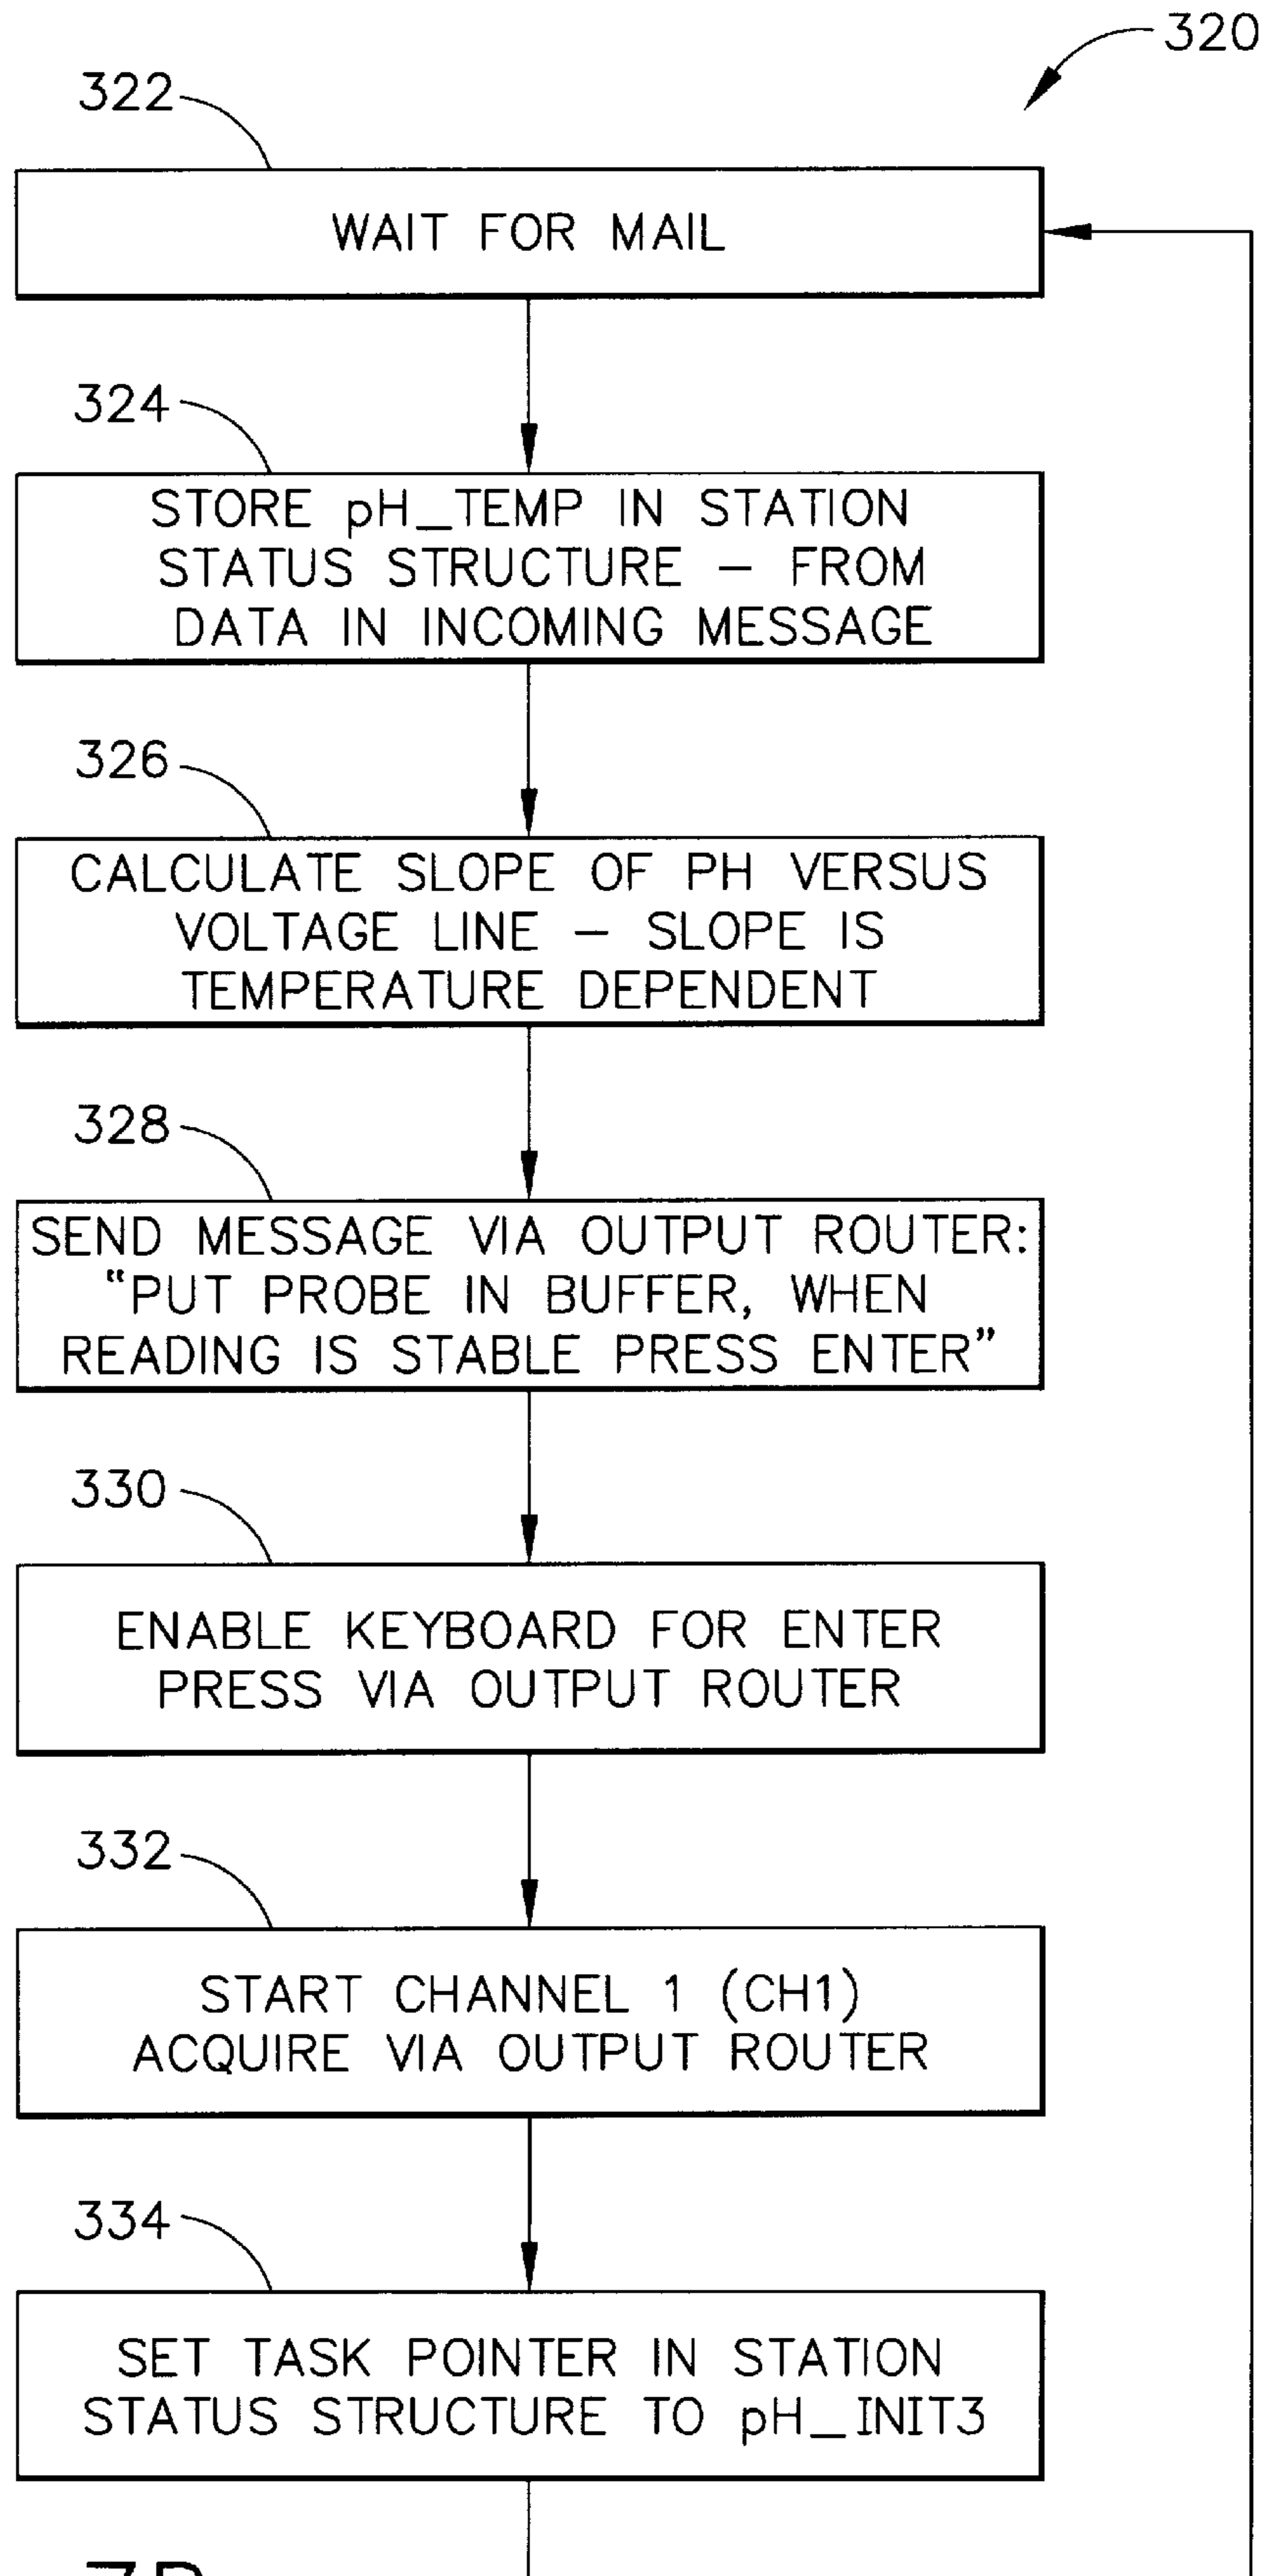 320
322
WAIT FOR MAIL
324
STORE pH_TEMP IN STATION
STATUS STRUCTURE – FROM
DATA IN INCOMING MESSAGE
326
CALCULATE SLOPE OF PH VERSUS
VOLTAGE LINE – SLOPE IS
TEMPERATURE DEPENDENT
328
SEND MESSAGE VIA OUTPUT ROUTER:
“PUT PROBE IN BUFFER, WHEN
READING IS STABLE PRESS ENTER”
330
ENABLE KEYBOARD FOR ENTER
PRESS VIA OUTPUT ROUTER
332
START CHANNEL 1 (CH1)
ACQUIRE VIA OUTPUT ROUTER
334
SET TASK POINTER IN STATION
STATUS STRUCTURE TO pH_INIT3